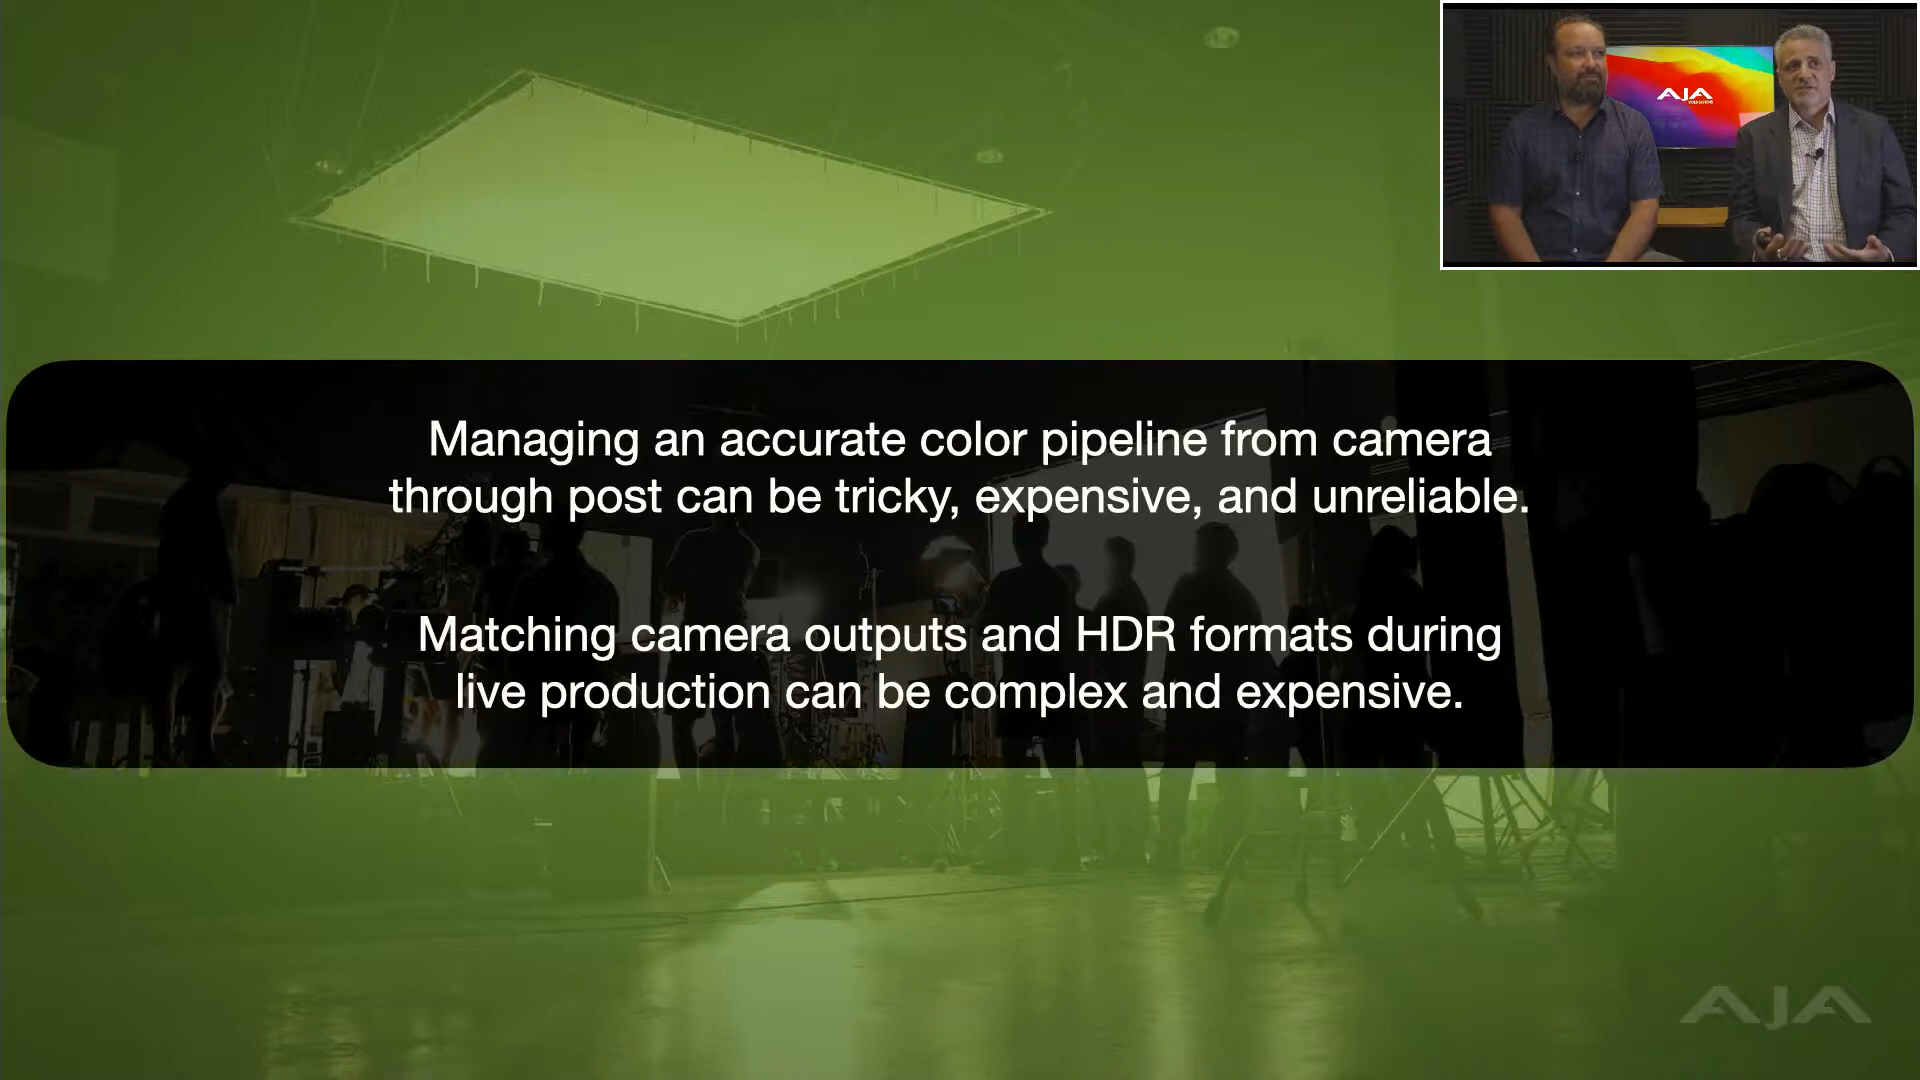 AJA
Managing an accurate color pipeline from camera
through post can be tricky, expensive, and unreliable.
Matching camera outputs and HDR formats during
live production can be complex and expensive.
AJA